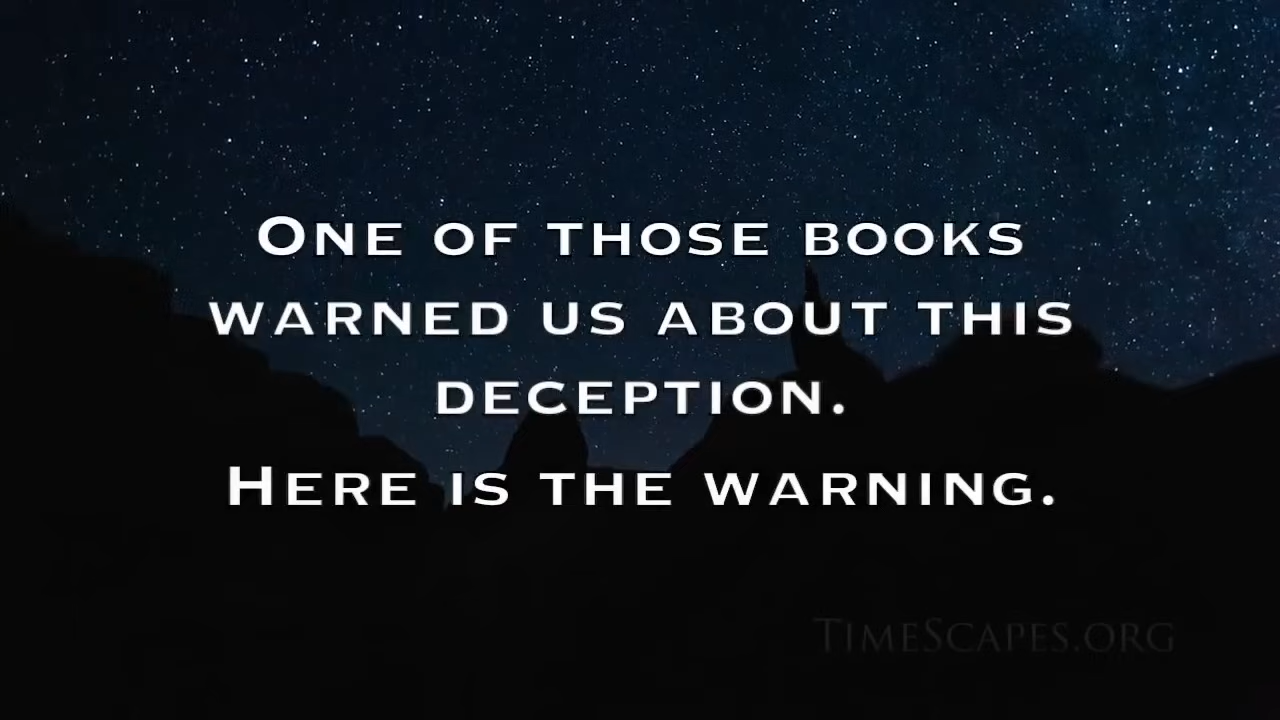 One of those books
warned us about this
deception.
Here is the warning.
TimeScapes.org